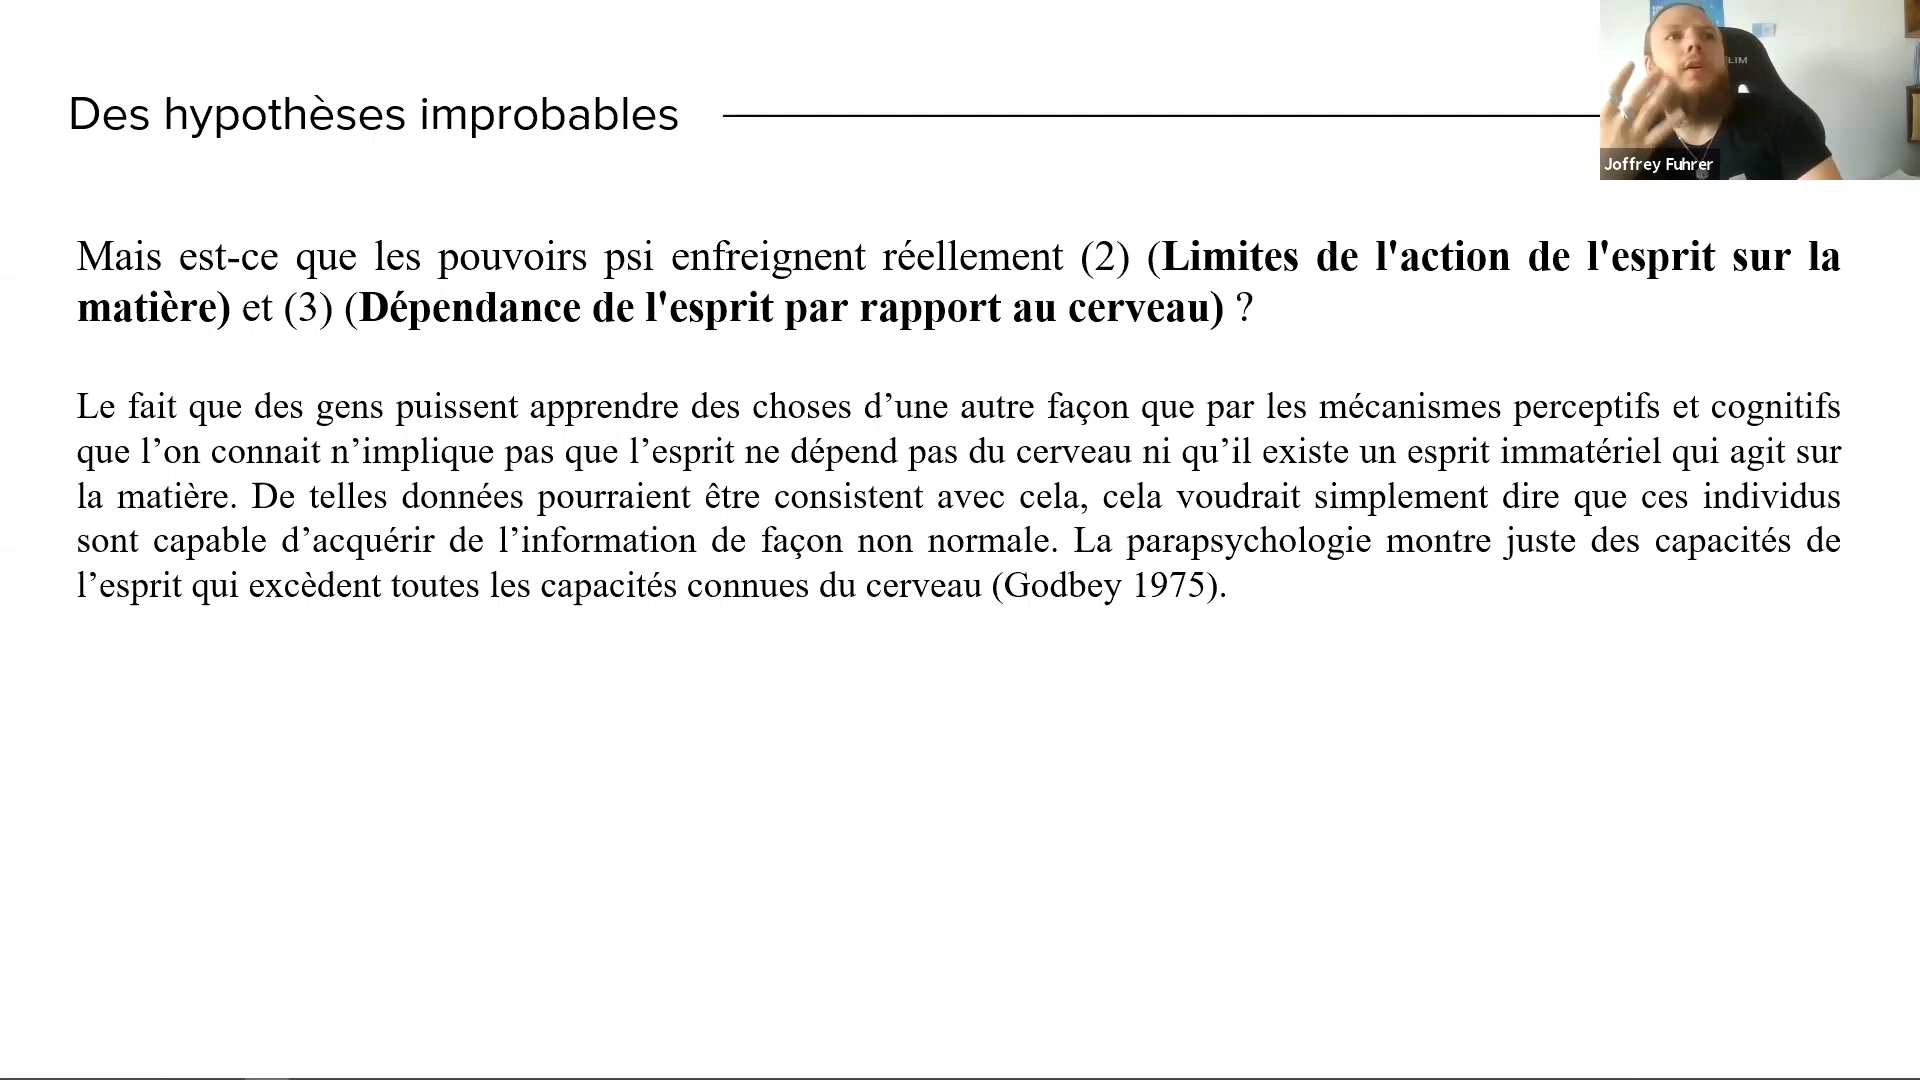 Des hypothèses improbables
LIM
Joffrey Fuhrer
Mais est-ce que les pouvoirs psi enfreignent réellement (2) (Limites de l'action de l'esprit sur la
matière) et (3) (Dépendance de l'esprit par rapport au cerveau) ?
Le fait que des gens puissent apprendre des choses d’une autre façon que par les mécanismes perceptifs et cognitifs
que l’on connait n’implique pas que l’esprit ne dépend pas du cerveau ni qu’il existe un esprit immatériel qui agit sur
la matière. De telles données pourraient être consistent avec cela, cela voudrait simplement dire que ces individus
sont capable d’acquérir de l’information de façon non normale. La parapsychologie montre juste des capacités de
l’esprit qui excèdent toutes les capacités connues du cerveau (Godbey 1975).